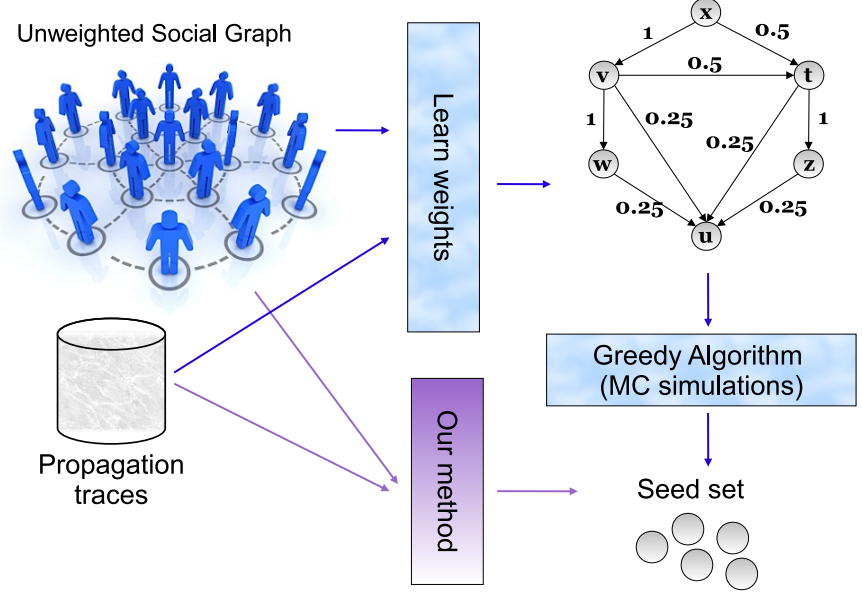 Unweighted Social Graph
Learn weights
x
1
0.5
v
0.5
t
1
0.25
0.25
1
w
z
0.25
0.25
u
Greedy Algorithm
(MC simulations)
Propagation
traces
Our method
Seed set